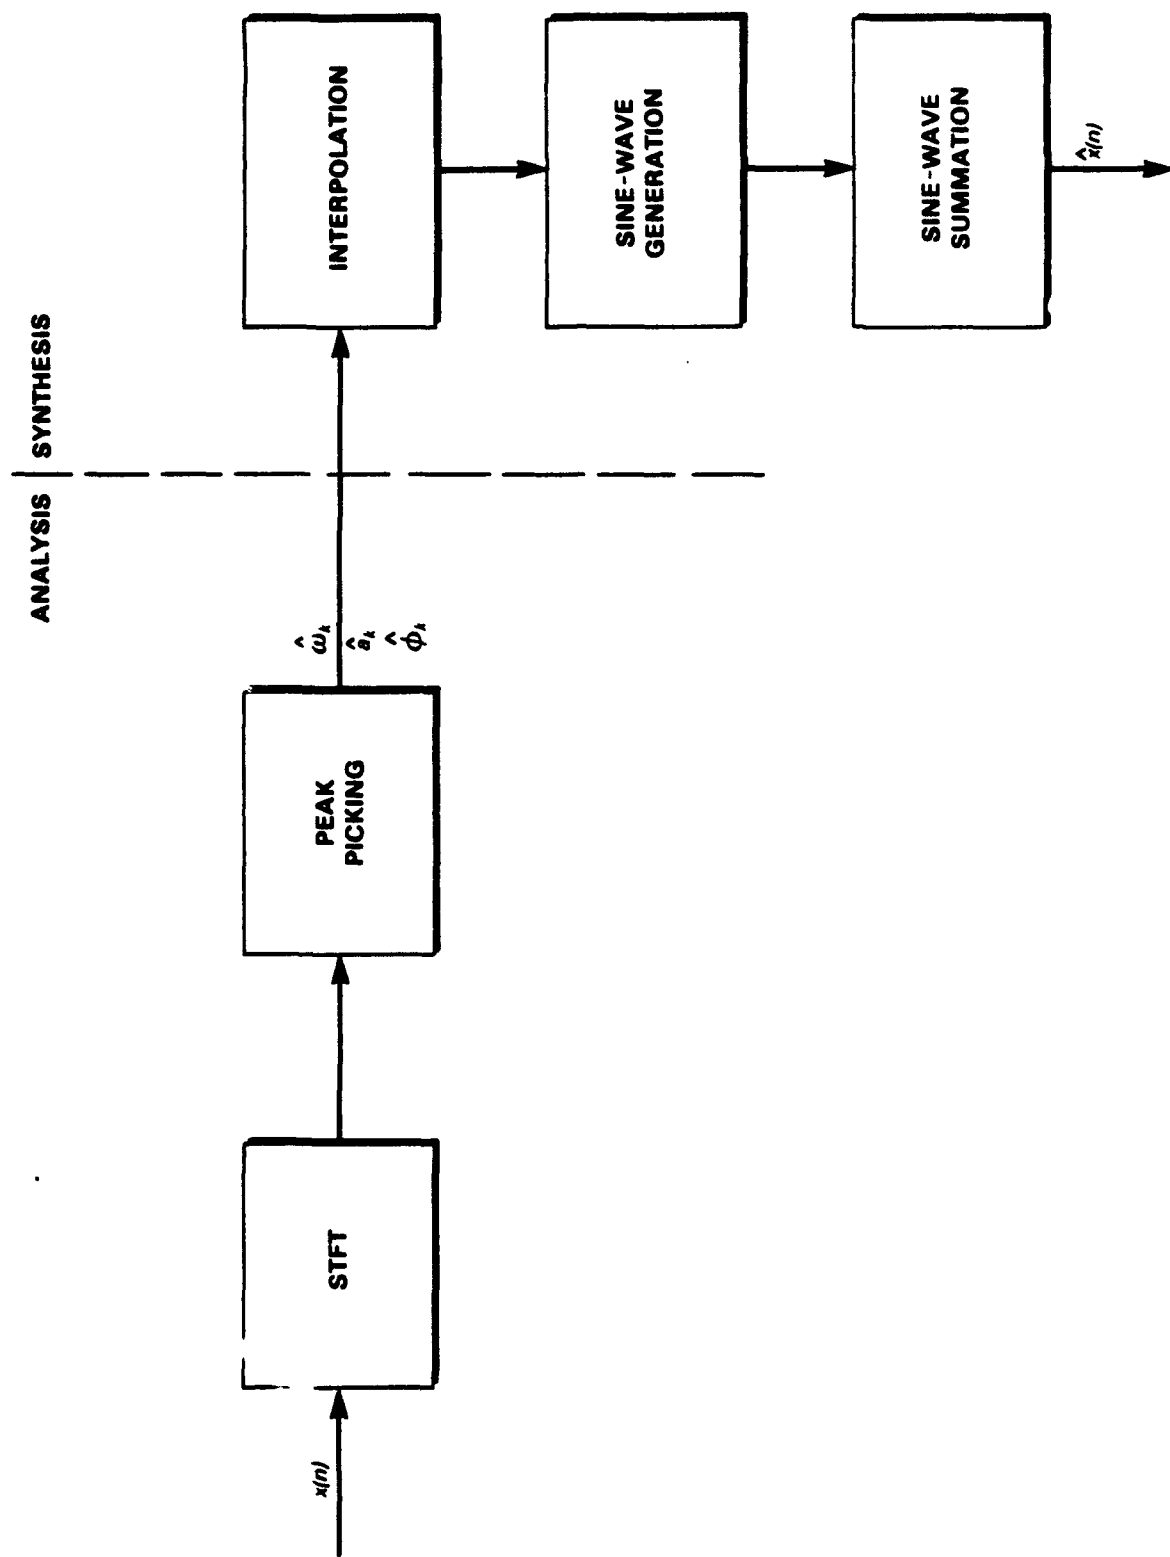 ANALYSIS
SYNTHESIS
x(n)
STFT
PEAK
PICKING
ω̂ₖ
âₖ
φ̂ₖ
INTERPOLATION
SINE-WAVE
GENERATION
SINE-WAVE
SUMMATION
x̂(n)